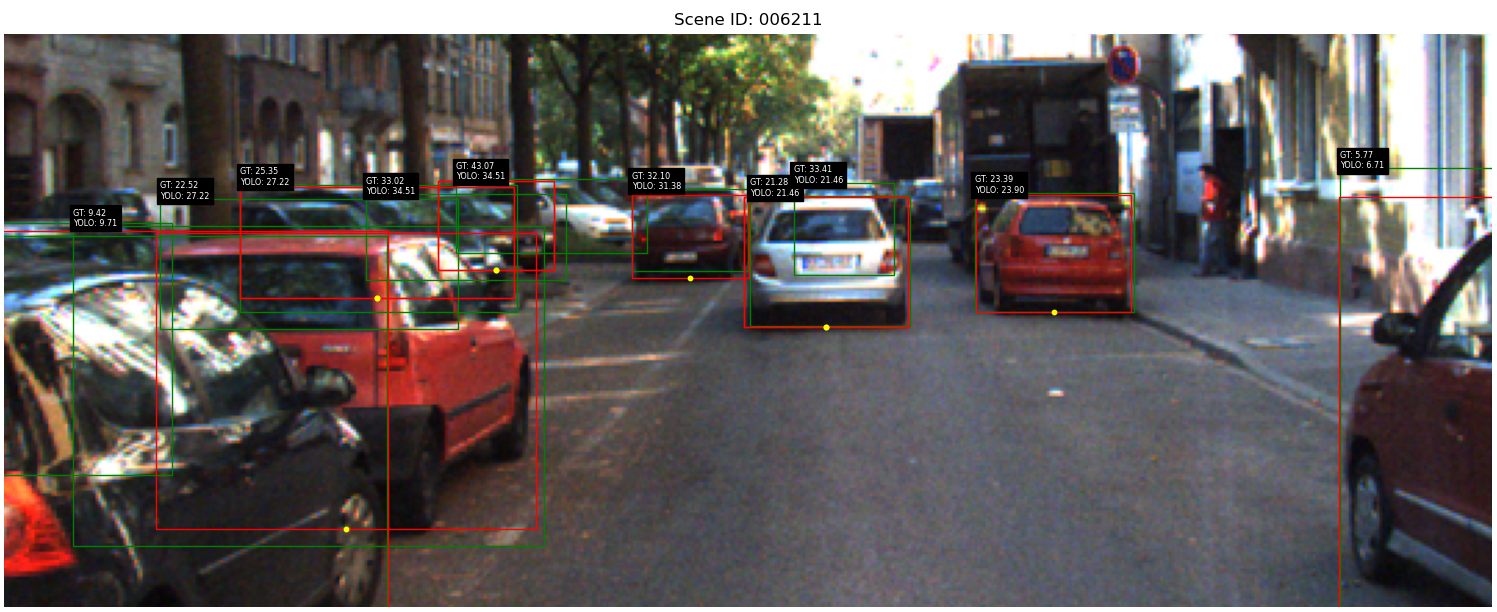 Scene ID: 006211
GT: 43.07
YOLO: 34.51
GT: 25.35
YOLO: 27.22
GT: 33.02
YOLO: 34.51
GT: 22.52
YOLO: 27.22
GT: 9.42
YOLO: 9.71
GT: 32.10
YOLO: 31.38
GT: 33.41
YOLO: 21.46
GT: 21.28
YOLO: 21.46
GT: 23.39
YOLO: 23.90
GT: 5.77
YOLO: 6.71